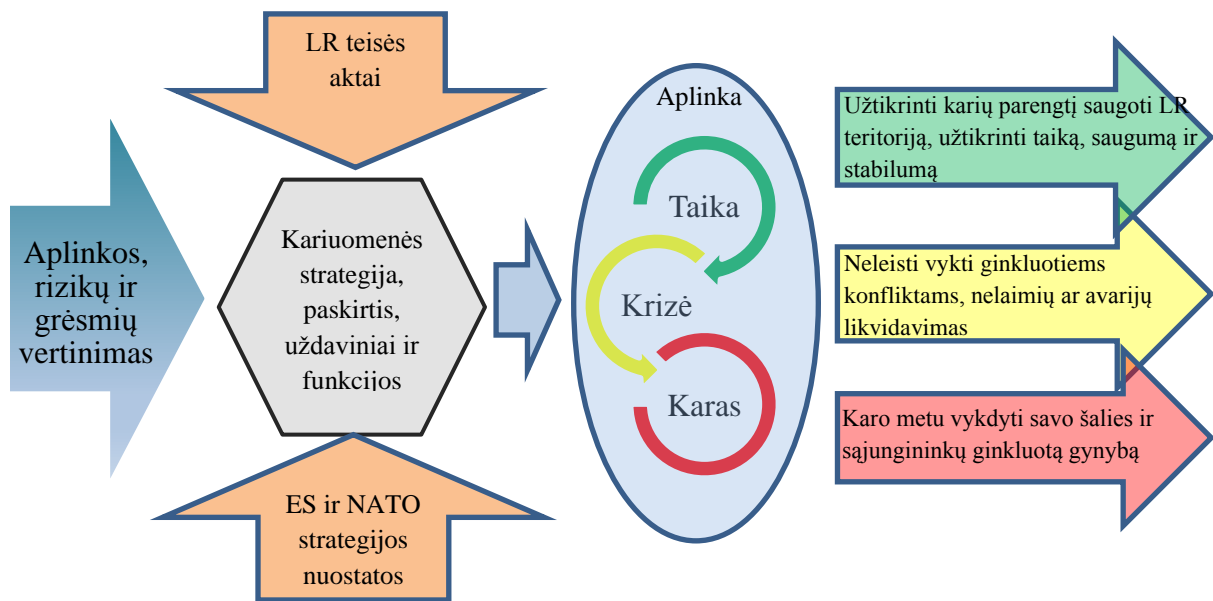 Aplinkos,
rizikų ir
grėsmių
vertinimas
LR teisės
aktai
Kariuomenės
strategija,
paskirtis,
uždaviniai ir
funkcijos
ES ir NATO
strategijos
nuostatos
Aplinka
Taika
Krizė
Karas
Užtikrinti karių parengtį saugoti LR
teritoriją, užtikrinti taiką, saugumą ir
stabilumą
Neleisti vykti ginkluotiems
konfliktams, nelaimių ar avarijų
likvidavimas
Karo metu vykdyti savo šalies ir
sąjungininkų ginkluotą gynybą